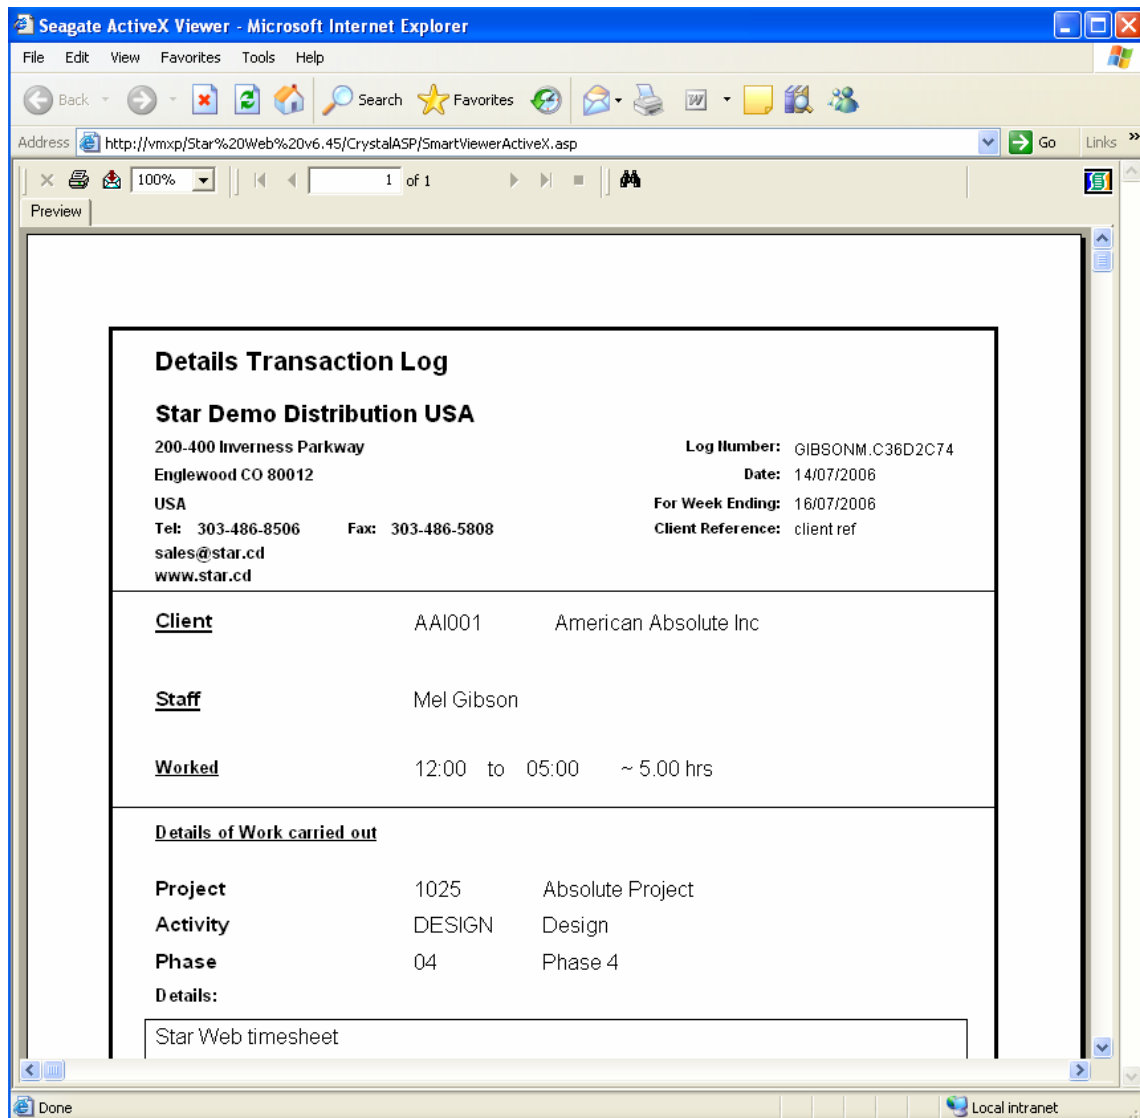 Seagate ActiveX Viewer - Microsoft Internet Explorer
File Edit View Favorites Tools Help
Back Search Favorites
Address http://vmxp/Star%20Web%20v6.45/CrystalASP/SmartViewerActiveX.asp Go Links »
100% 1 of 1
Preview
Details Transaction Log
Star Demo Distribution USA
200-400 Inverness Parkway Log Number: GIBSONM.C36D2C74
Englewood CO 80012 Date: 14/07/2006
USA For Week Ending: 16/07/2006
Tel: 303-486-8506 Fax: 303-486-5808 Client Reference: client ref
sales@star.cd
www.star.cd
Client AAI001 American Absolute Inc
Staff Mel Gibson
Worked 12:00 to 05:00 ~ 5.00 hrs
Details of Work carried out
Project 1025 Absolute Project
Activity DESIGN Design
Phase 04 Phase 4
Details:
Star Web timesheet
Done Local intranet